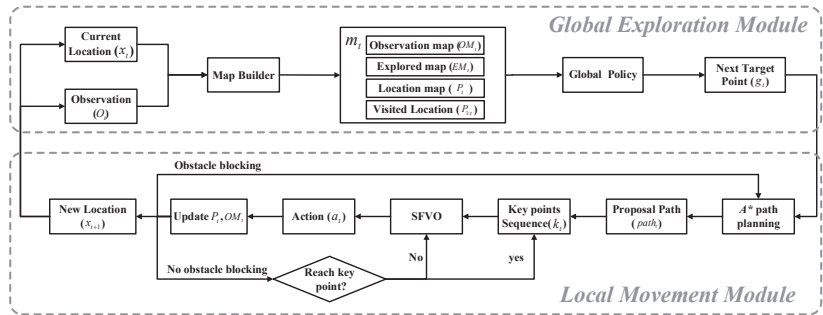 Global Exploration Module
Current
Location (x_t)
Observation
(O_t)
Map Builder
m_t
Observation map (OM_t)
Explored map (EM_t)
Location map ( P_t )
Visited Location (P_1:t)
Global Policy
Next Target
Point (g_t)
Obstacle blocking
New Location
(x_t+1)
Update P_t, OM_t
Action (a_t)
SFVO
Key points
Sequence(k_t)
Proposal Path
(path_t)
A* path
planning
No obstacle blocking
Reach key
point?
No
yes
Local Movement Module